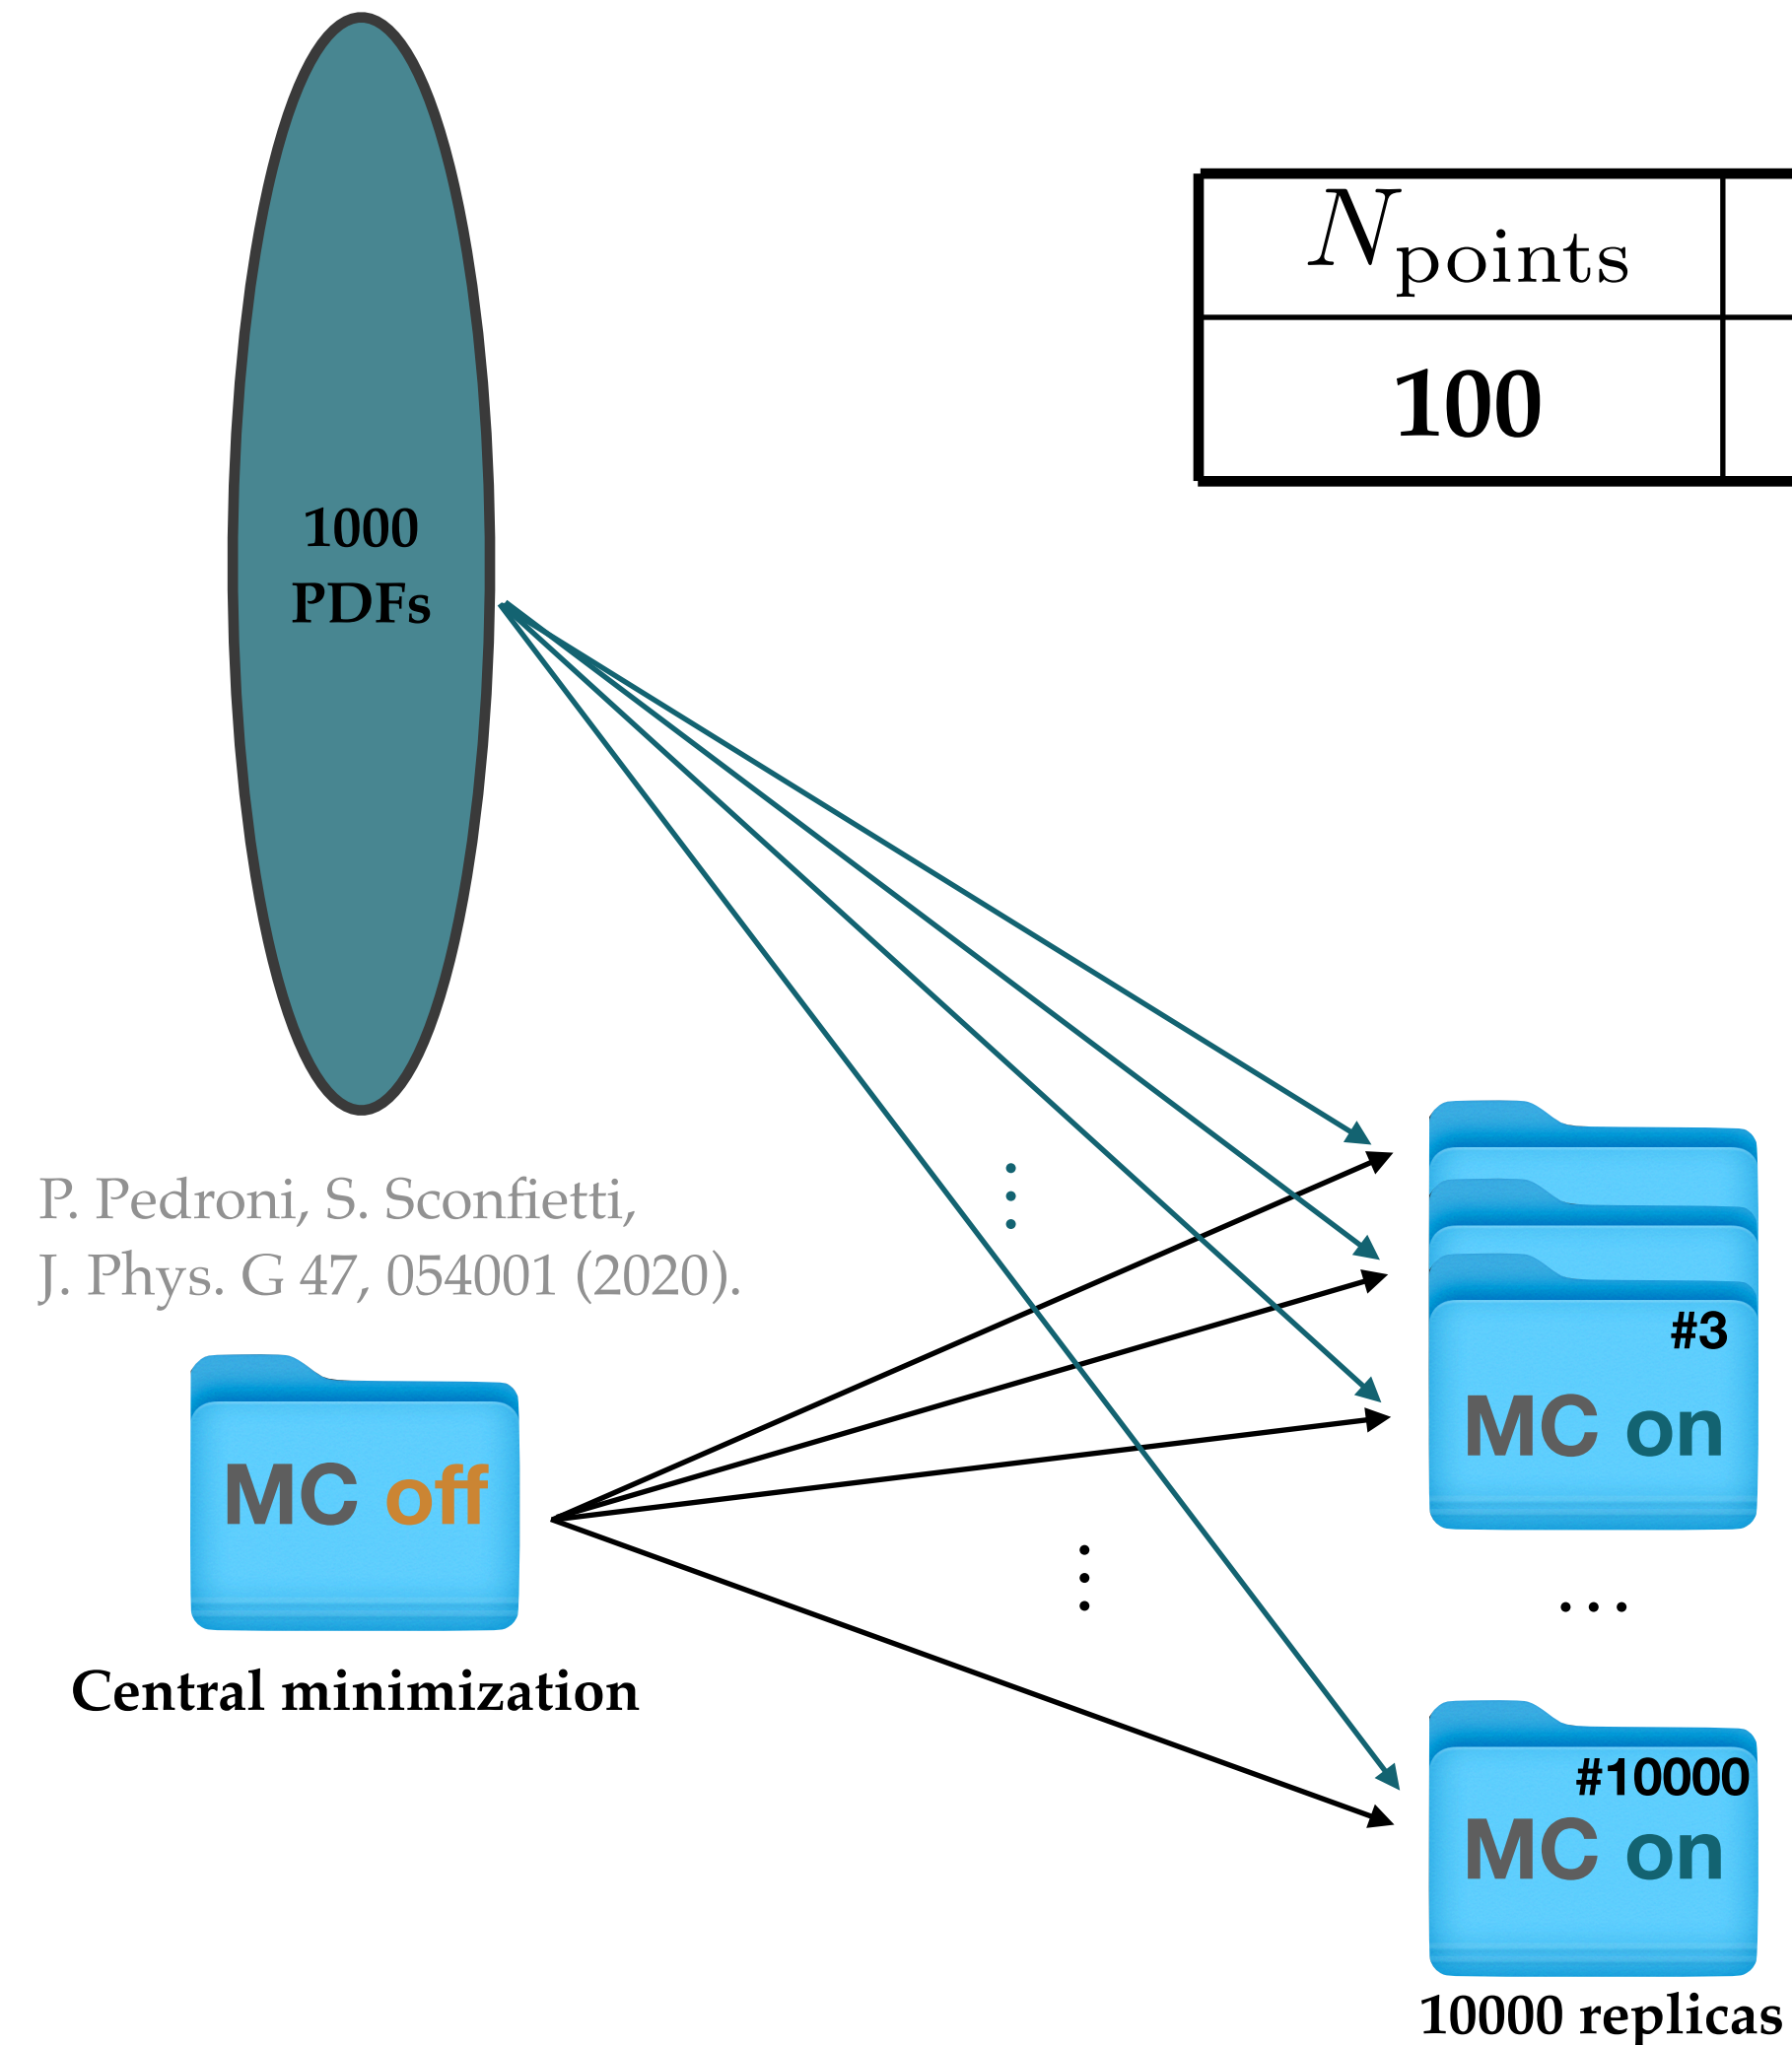 N_points
100
1000
PDFs
P. Pedroni, S. Sconfietti,
J. Phys. G 47, 054001 (2020).
#3
MC on
MC off
...
Central minimization
#10000
MC on
10000 replicas